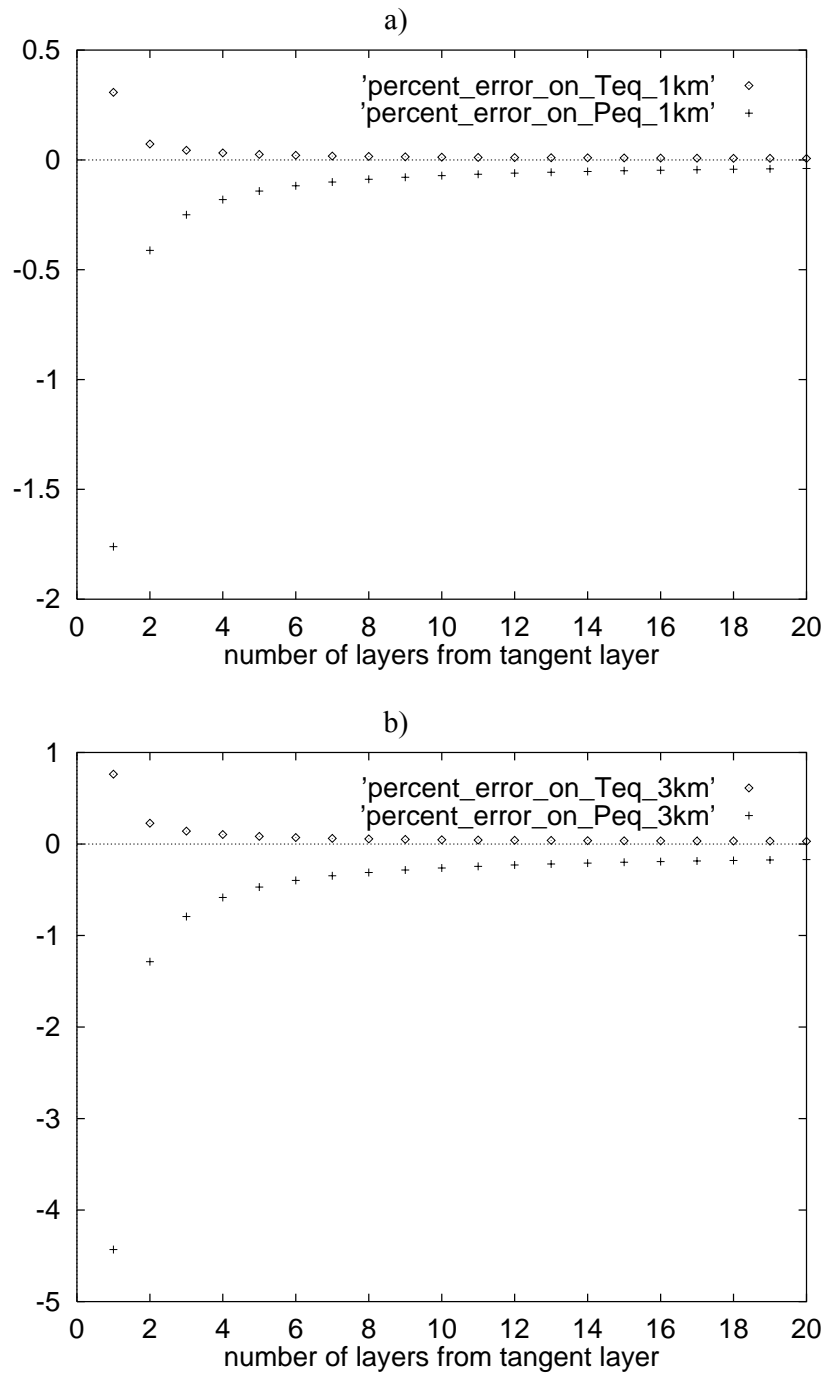 a)
0.5
'percent_error_on_Teq_1km'
'percent_error_on_Peq_1km'
0
-0.5
-1
-1.5
-2
0 2 4 6 8 10 12 14 16 18 20
number of layers from tangent layer
b)
1
'percent_error_on_Teq_3km'
'percent_error_on_Peq_3km'
0
-1
-2
-3
-4
-5
0 2 4 6 8 10 12 14 16 18 20
number of layers from tangent layer